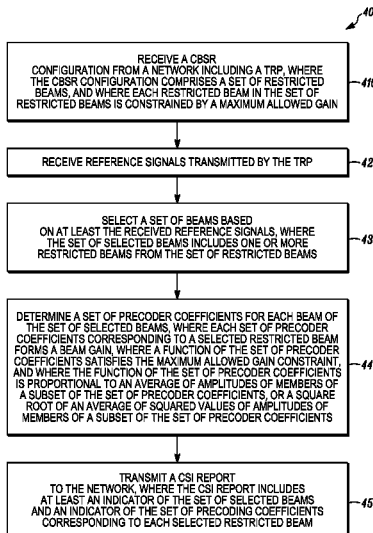 40
RECEIVE A CBSR
CONFIGURATION FROM A NETWORK INCLUDING A TRP, WHERE
THE CBSR CONFIGURATION COMPRISES A SET OF RESTRICTED
BEAMS, AND WHERE EACH RESTRICTED BEAM IN THE SET OF
RESTRICTED BEAMS IS CONSTRAINED BY A MAXIMUM ALLOWED GAIN
410
RECEIVE REFERENCE SIGNALS TRANSMITTED BY THE TRP
42
SELECT A SET OF BEAMS BASED
ON AT LEAST THE RECEIVED REFERENCE SIGNALS, WHERE
THE SET OF SELECTED BEAMS INCLUDES ONE OR MORE
RESTRICTED BEAMS FROM THE SET OF RESTRICTED BEAMS
43
DETERMINE A SET OF PRECODER COEFFICIENTS FOR EACH BEAM OF
THE SET OF SELECTED BEAMS, WHERE EACH SET OF PRECODER
COEFFICIENTS CORRESPONDING TO A SELECTED RESTRICTED BEAM
FORMS A BEAM GAIN, WHERE A FUNCTION OF THE SET OF PRECODER
COEFFICIENTS SATISFIES THE MAXIMUM ALLOWED GAIN CONSTRAINT,
AND WHERE THE FUNCTION OF THE SET OF PRECODER COEFFICIENTS
IS PROPORTIONAL TO AN AVERAGE OF AMPLITUDES OF MEMBERS OF
A SUBSET OF THE SET OF PRECODER COEFFICIENTS, OR A SQUARE
ROOT OF AN AVERAGE OF SQUARED VALUES OF AMPLITUDES OF
MEMBERS OF A SUBSET OF THE SET OF PRECODER COEFFICIENTS
44
TRANSMIT A CSI REPORT
TO THE NETWORK, WHERE THE CSI REPORT INCLUDES
AT LEAST AN INDICATOR OF THE SET OF SELECTED BEAMS
AND AN INDICATOR OF THE SET OF PRECODING COEFFICIENTS
CORRESPONDING TO EACH SELECTED RESTRICTED BEAM
45